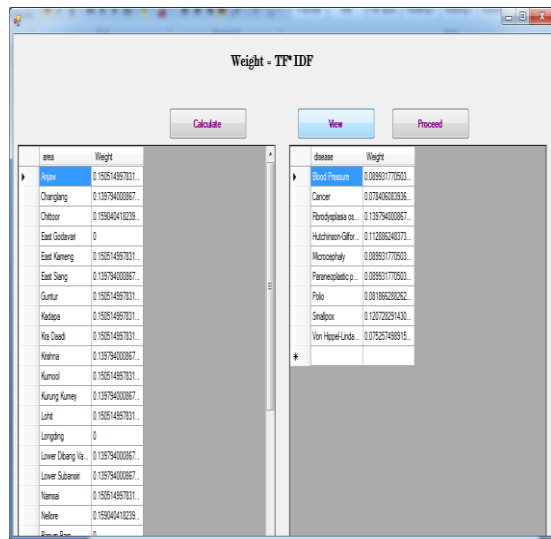 Weight = TF*IDF
Calculate
View
Proceed
area Weight
Anjaw 0.150514997831...
Changlang 0.139794000867...
Chittoor 0.159040418239...
East Godavari 0
East Kameng 0.150514997831...
East Siang 0.139794000867...
Guntur 0.150514997831...
Kadapa 0.150514997831...
Kra Daadi 0.150514997831...
Krishna 0.139794000867...
Kurnool 0.150514997831...
Kurung Kumey 0.139794000867...
Lohit 0.150514997831...
Longding 0
Lower Dibang Va... 0.139794000867...
Lower Subansiri 0.139794000867...
Namsai 0.150514997831...
Nellore 0.159040418239...
disease Weight
Blood Pressure 0.089931770503...
Cancer 0.078406083936...
Fibrodysplasia os... 0.139794000867...
Hutchinson-Gilfor... 0.112886248373...
Microcephaly 0.089931770503...
Paraneoplastic p... 0.089931770503...
Polio 0.081866288262...
Smallpox 0.120728291430...
Von Hippel-Linda... 0.075257498915...